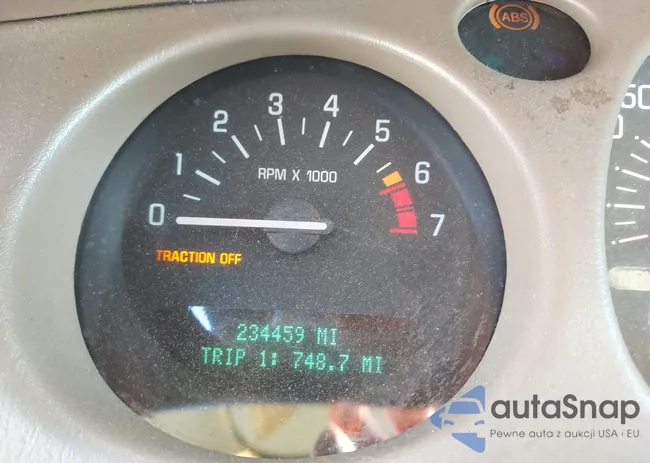 ABS
0 1 2 3 4 5 6 7
RPM X 1000
TRACTION OFF
234459 MI
TRIP 1: 748.7 MI
autaSnap
Pewne auta z aukcji USA i EU